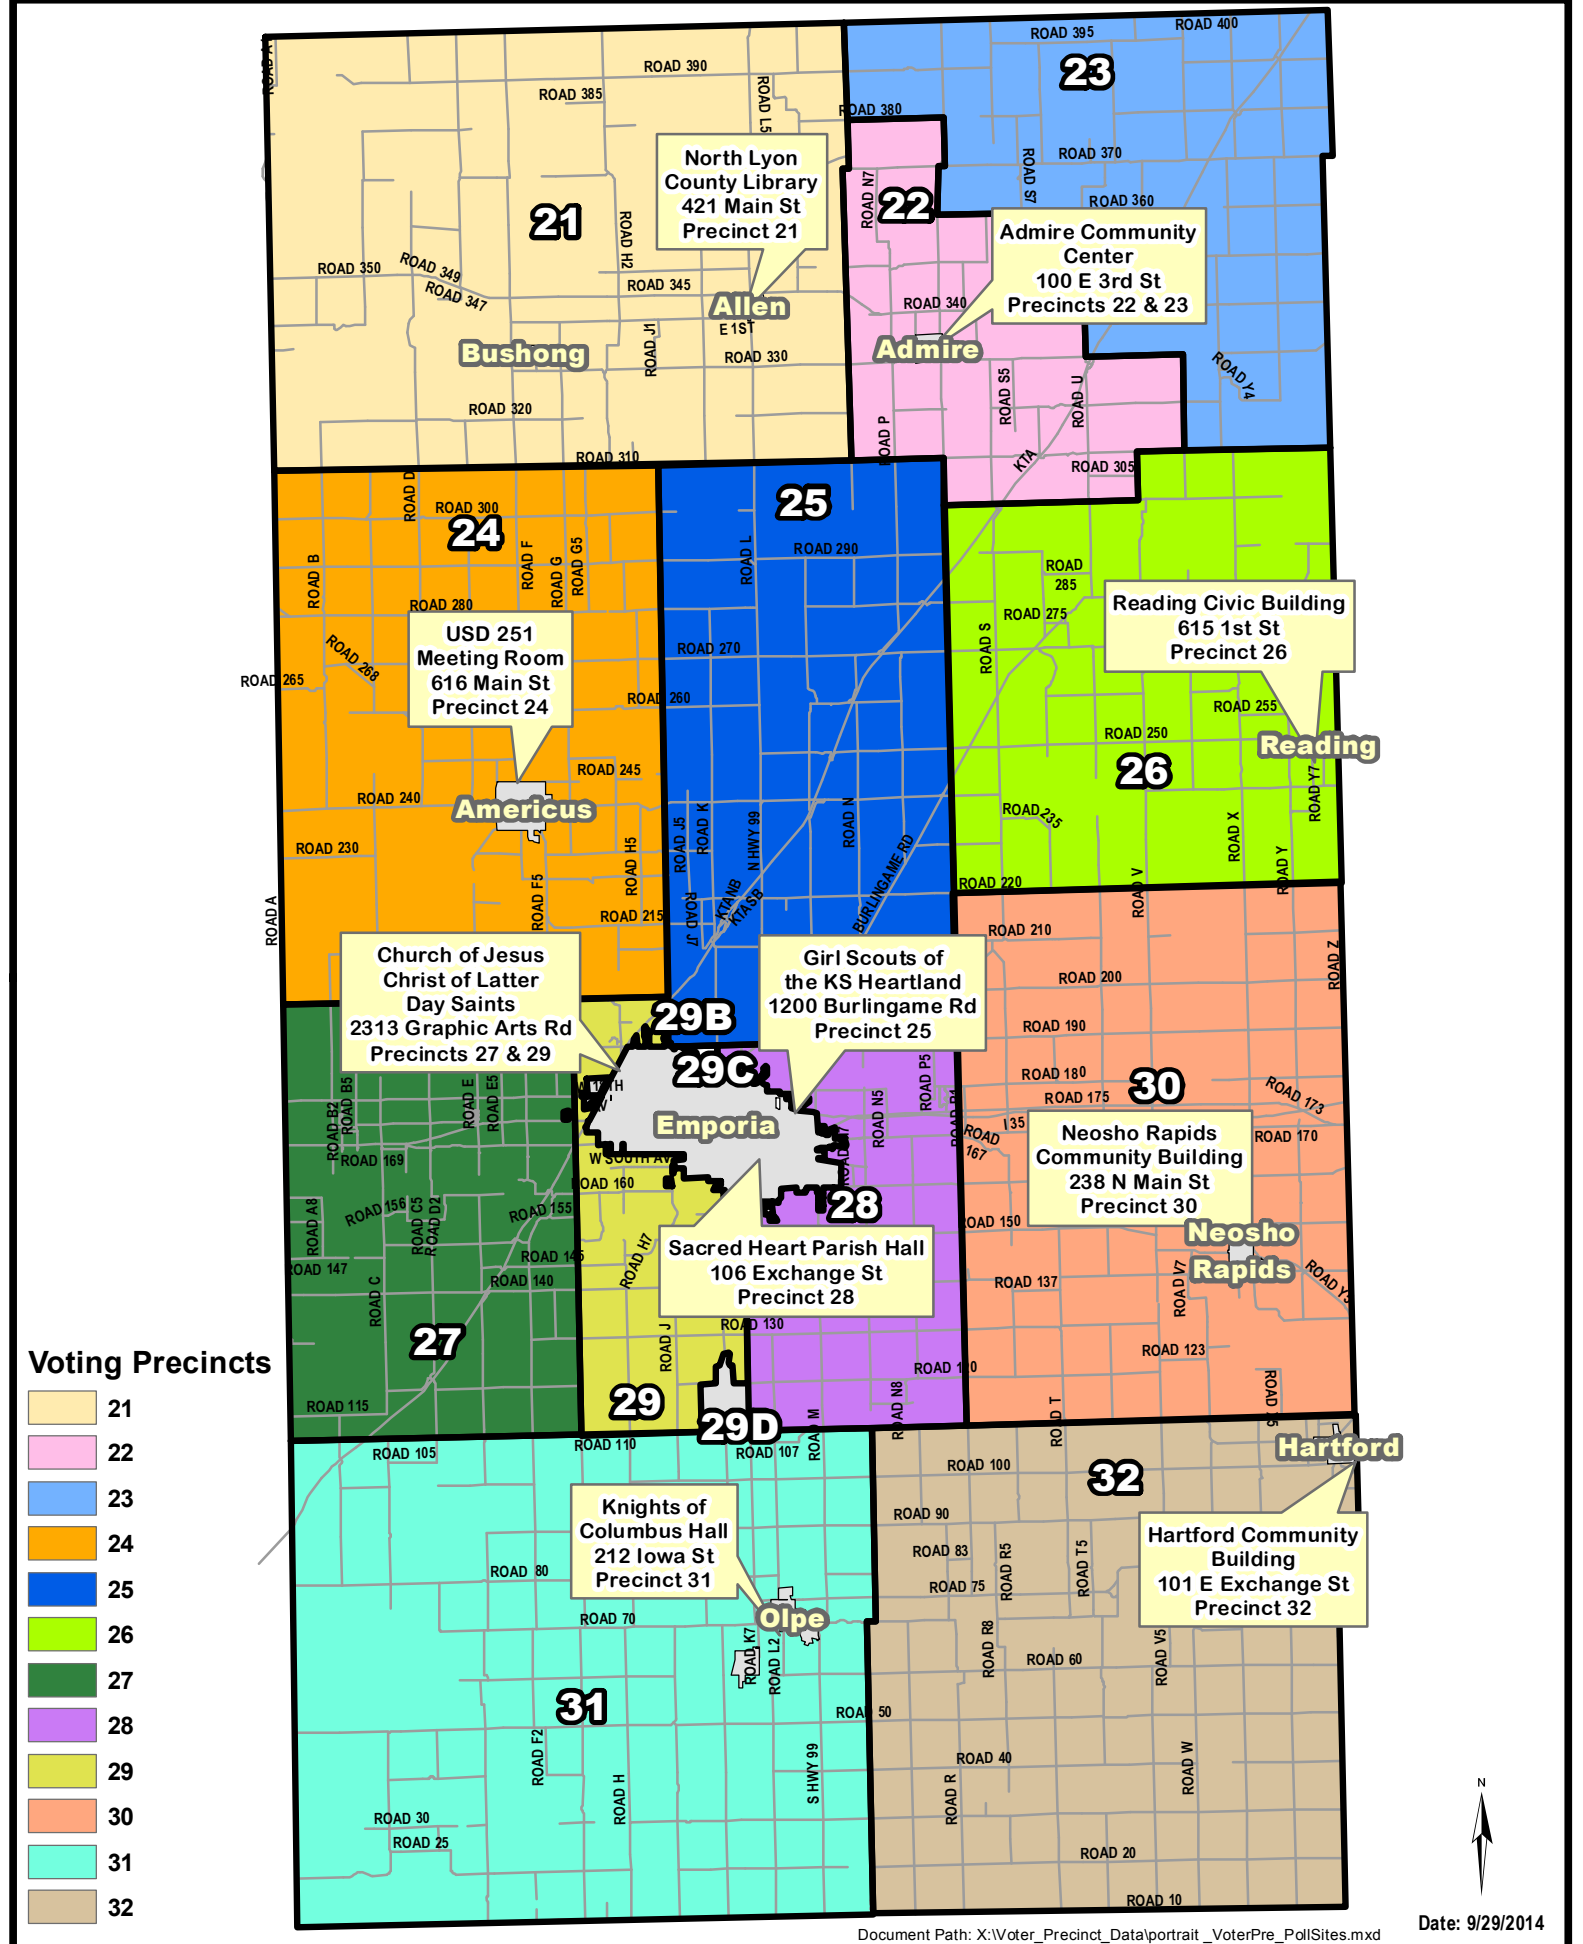 ROAD 400
ROAD 395
23
ROAD A
ROAD 390
ROAD 385
ROAD L5
ROAD 380
North Lyon
County Library
421 Main St
Precinct 21
ROAD 370
ROAD S7
ROAD N7
22
ROAD 360
21
ROAD H2
Admire Community
Center
100 E 3rd St
Precincts 22 & 23
ROAD 350
ROAD 349
ROAD 347
ROAD 345
Allen
E 1ST
ROAD 340
Admire
Bushong
ROAD J1
ROAD 330
ROAD S5
ROAD U
ROAD Y4
ROAD 320
ROAD P
ROAD 310
KTA
ROAD 305
ROAD D
ROAD 300
24
25
ROAD B
ROAD F
ROAD G
ROAD G5
ROAD L
ROAD 290
ROAD
285
ROAD 280
ROAD 275
Reading Civic Building
615 1st St
Precinct 26
USD 251
Meeting Room
616 Main St
Precinct 24
ROAD 268
ROAD 270
ROAD S
ROAD 265
ROAD 260
ROAD 255
ROAD 250
Reading
26
ROAD 245
ROAD 240
Americus
ROAD Y7
ROAD 235
ROAD J5
ROAD K
N HWY 99
ROAD N
ROAD X
ROAD 230
ROAD H5
ROAD F5
BURLINGAME RD
ROAD 220
ROAD V
ROAD Y
KTANB
KTASB
ROAD A
ROAD 215
ROAD J7
ROAD 210
ROAD Z
Church of Jesus
Christ of Latter
Day Saints
2313 Graphic Arts Rd
Precincts 27 & 29
Girl Scouts of
the KS Heartland
1200 Burlingame Rd
Precinct 25
ROAD 200
29B
ROAD 190
29C
ROAD P5
ROAD 180
30
ROAD 175
ROAD 173
ROAD B5
ROAD B2
ROAD E
ROAD E5
Emporia
ROAD N5
I 35
ROAD
167
ROAD 170
Neosho Rapids
Community Building
238 N Main St
Precinct 30
W SOUTH AV
ROAD 169
ROAD 160
ROAD A8
ROAD 156
ROAD C5
ROAD D2
ROAD 155
28
ROAD 150
Neosho
Rapids
Sacred Heart Parish Hall
106 Exchange St
Precinct 28
ROAD H7
ROAD 145
ROAD 147
ROAD 140
ROAD 137
ROAD V7
ROAD C
27
ROAD 130
ROAD J
ROAD 123
ROAD 120
Voting Precincts
21
22
23
24
25
26
27
28
29
30
31
32
29
29D
ROAD 115
ROAD M
ROAD N8
ROAD T
ROAD 110
ROAD 107
ROAD 105
Hartford
ROAD 100
32
Knights of
Columbus Hall
212 Iowa St
Precinct 31
ROAD 90
Hartford Community
Building
101 E Exchange St
Precinct 32
ROAD 83
ROAD R5
ROAD T5
ROAD 80
ROAD 75
ROAD 70
Olpe
ROAD K7
ROAD L2
ROAD R8
ROAD V5
ROAD 60
31
ROAD 50
ROAD F2
ROAD H
S HWY 99
ROAD 40
ROAD R
ROAD W
ROAD 30
ROAD 25
ROAD 20
ROAD 10
N
Date: 9/29/2014
Document Path: X:\Voter_Precinct_Data\portrait _VoterPre_PollSites.mxd